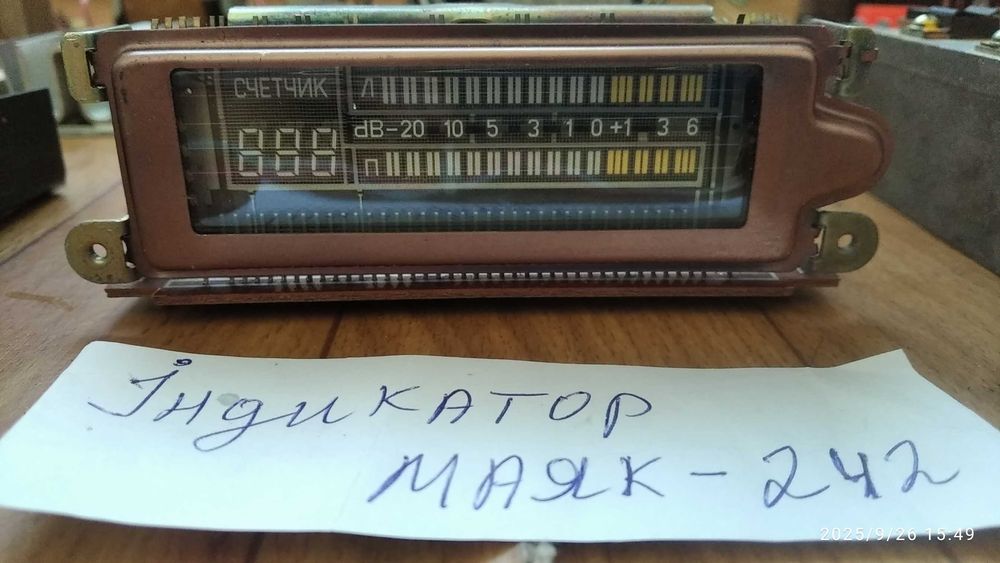 СЧЕТЧИК
Л
dB-20 10 5 3 1 0 +1 3 6
888
П
Індикатор
МАЯК-242
2025/9/26 15:49